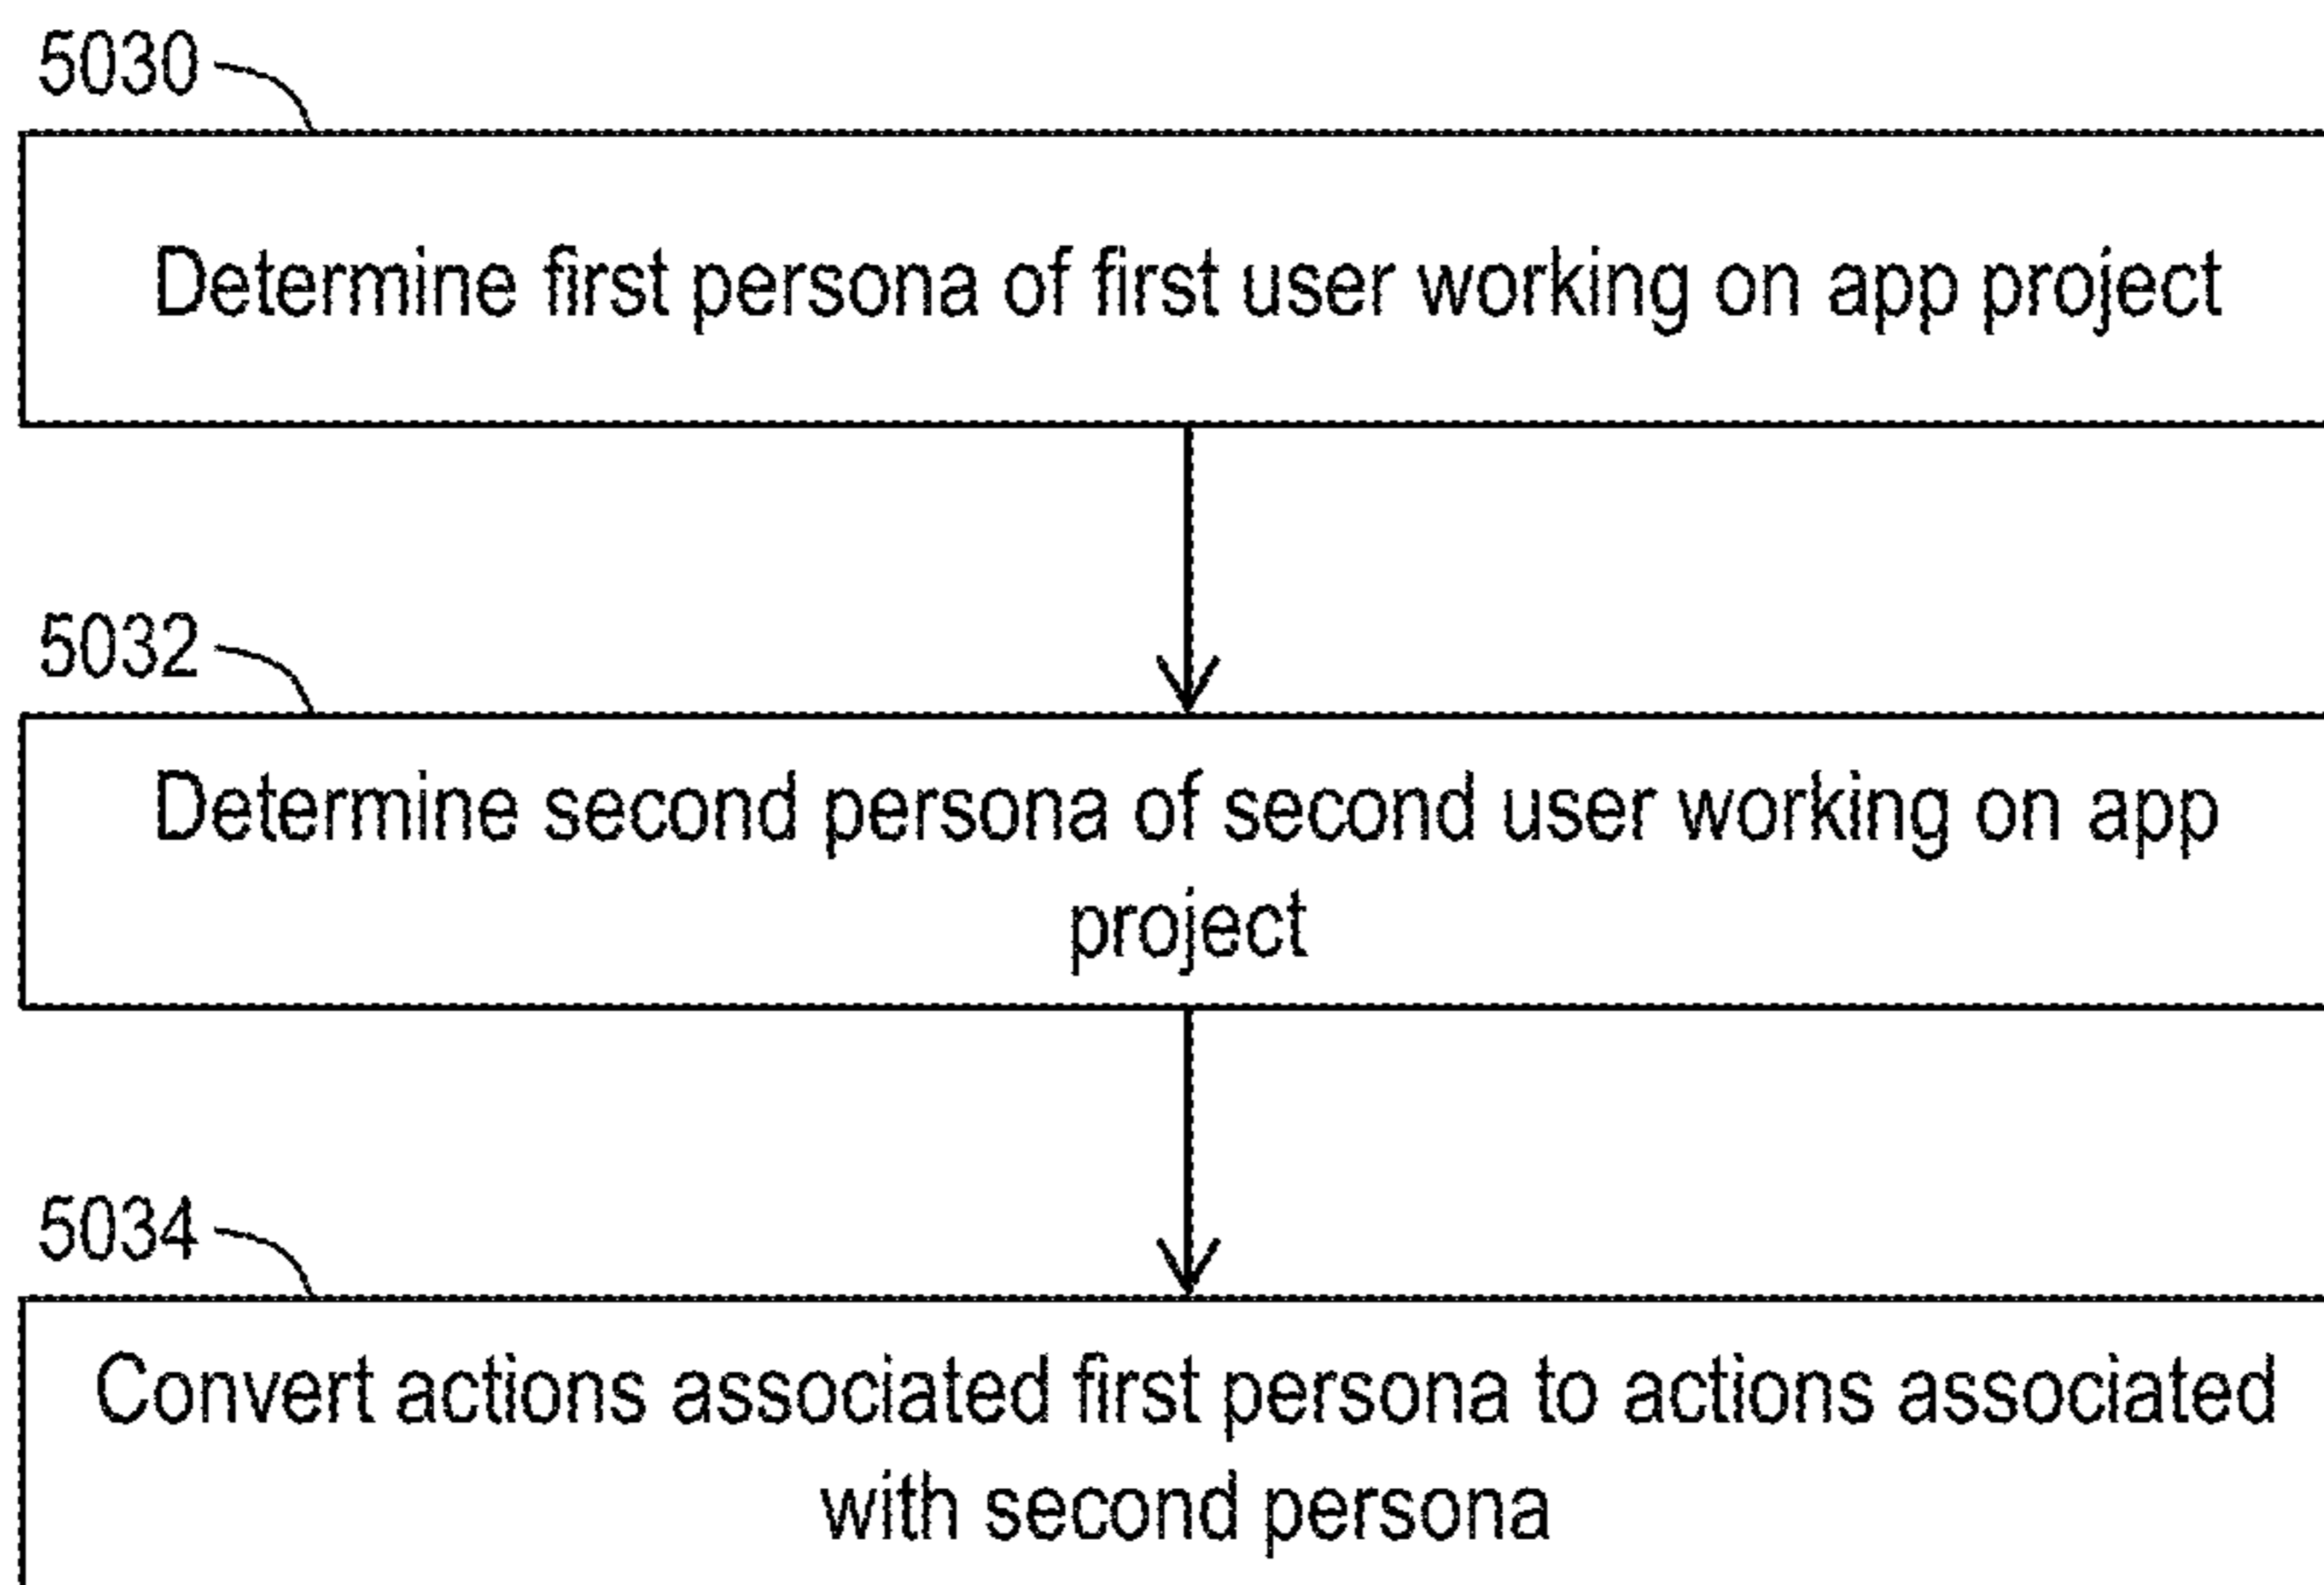 5030
Determine first persona of first user working on app project
5032
Determine second persona of second user working on app
project
5034
Convert actions associated first persona to actions associated
with second persona